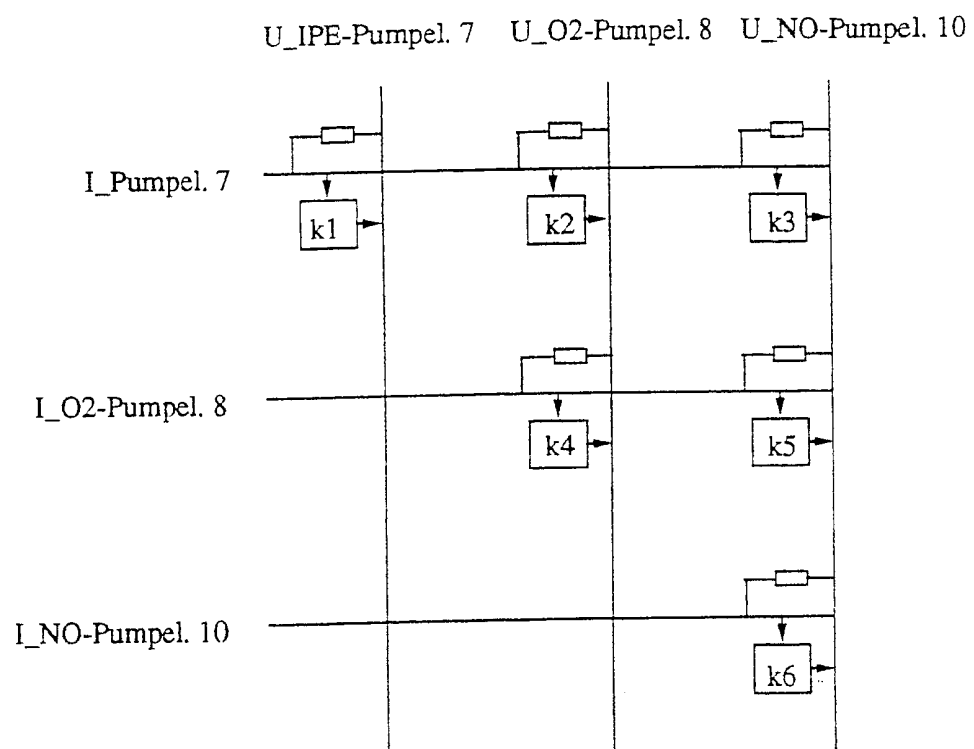 U_IPE-Pumpel. 7 U_O2-Pumpel. 8 U_NO-Pumpel. 10
I_Pumpel. 7
k1 k2 k3
I_O2-Pumpel. 8
k4 k5
I_NO-Pumpel. 10
k6